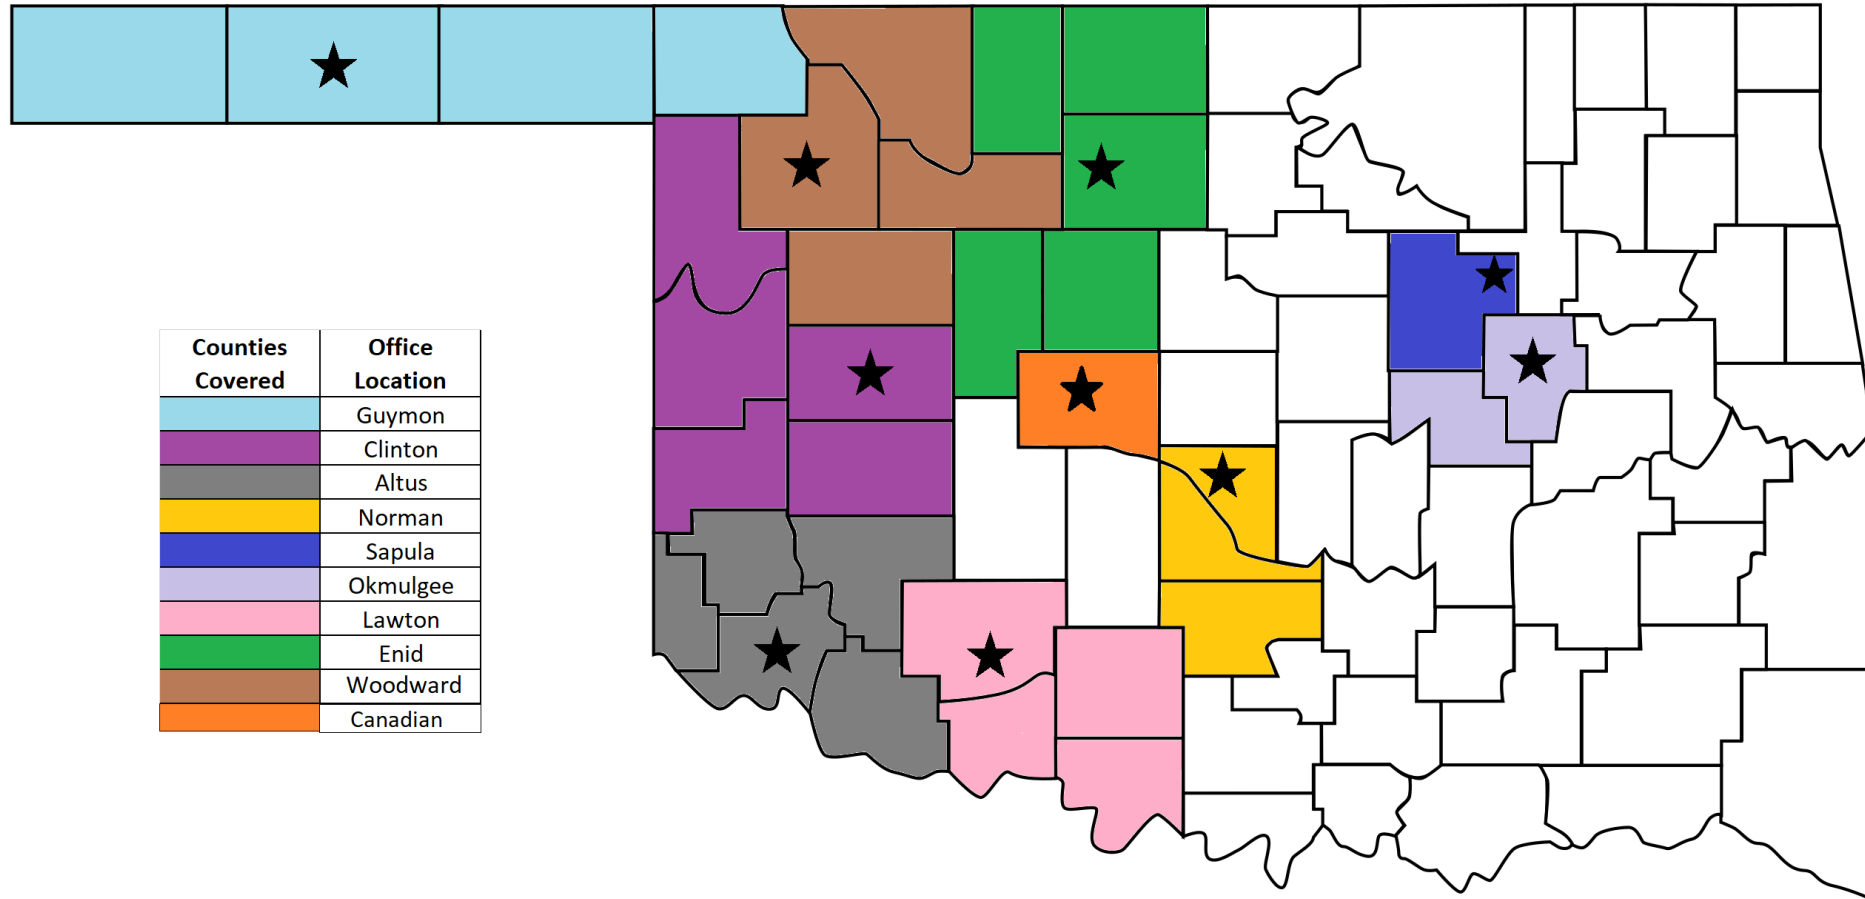 Counties Covered
Office Location
Guymon
Clinton
Altus
Norman
Sapula
Okmulgee
Lawton
Enid
Woodward
Canadian